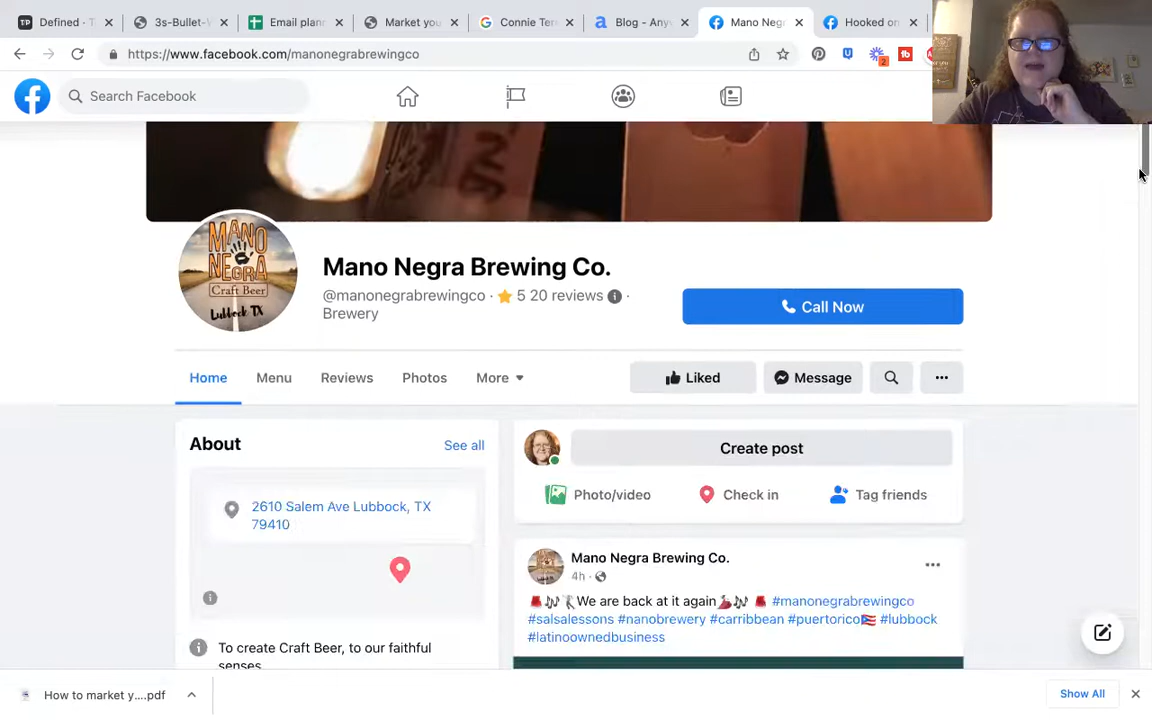 Defined - T
3s-Bullet-V
Email plann
Market you
Connie Ter
Blog - Any
Mano Negr
Hooked on
https://www.facebook.com/manonegrabrewingco
2
Search Facebook
MANO
NEGRA
Craft Beer
Lubbock TX
Mano Negra Brewing Co.
@manonegrabrewingco · 5 20 reviews ·
Brewery
Call Now
Home
Menu
Reviews
Photos
More
Liked
Message
About
See all
Create post
2610 Salem Ave Lubbock, TX
79410
Photo/video
Check in
Tag friends
Mano Negra Brewing Co.
4h ·
We are back at it again #manonegrabrewingco
#salsalessons #nanobrewery #carribbean #puertorico🇵🇷 #lubbock
#latinoownedbusiness
To create Craft Beer, to our faithful
senses
How to market y....pdf
Show All